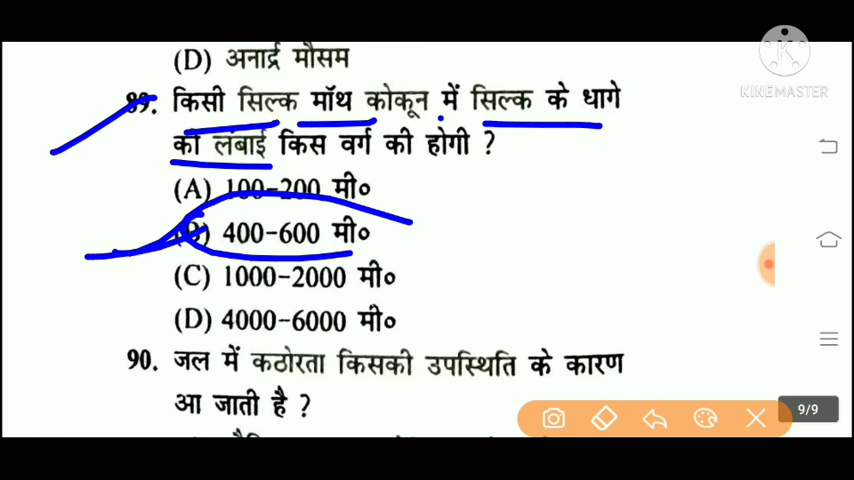 (D) अनार्द्र मौसम
89. किसी सिल्क मॉथ कोकून में सिल्क के धागे
की लंबाई किस वर्ग की होगी ?
(A) 100-200 मी०
(B) 400-600 मी०
(C) 1000-2000 मी०
(D) 4000-6000 मी०
90. जल में कठोरता किसकी उपस्थिति के कारण
आ जाती है ?
KINEMASTER
9/9